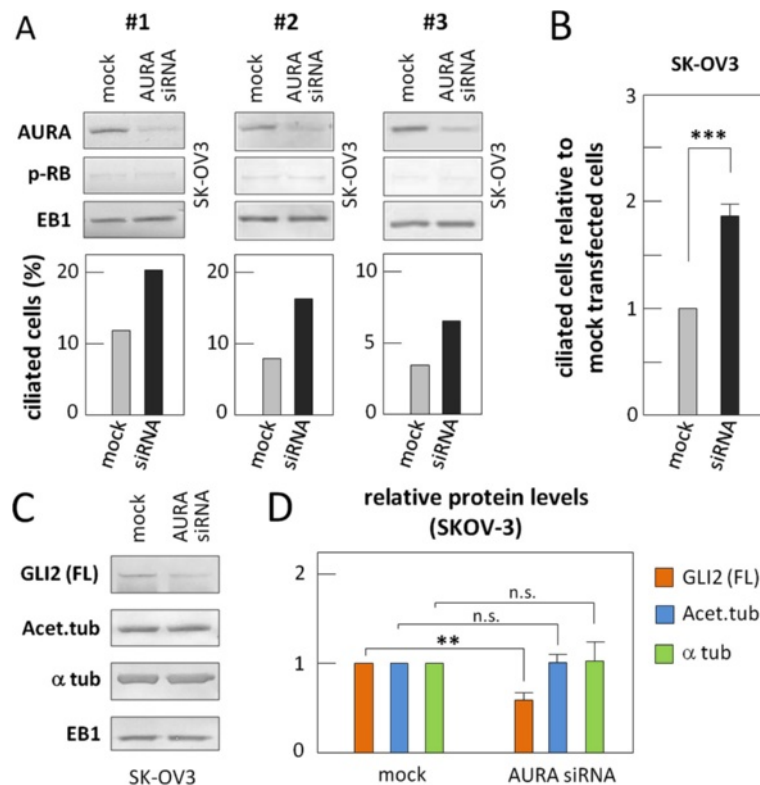 A
#1
#2
#3
mock
AURA
siRNA
mock
AURA
siRNA
mock
AURA
siRNA
AURA
p-RB
EB1
SK-OV3
SK-OV3
SK-OV3
ciliated cells (%)
20
10
0
20
10
0
10
5
0
mock
siRNA
mock
siRNA
mock
siRNA
B
SK-OV3
ciliated cells relative to
mock transfected cells
3
2
1
0
***
mock
siRNA
C
mock
AURA
siRNA
GLI2 (FL)
Acet.tub
α tub
EB1
SK-OV3
D
relative protein levels
(SKOV-3)
2
1
0
n.s.
n.s.
**
mock
AURA siRNA
GLI2 (FL)
Acet.tub
α tub